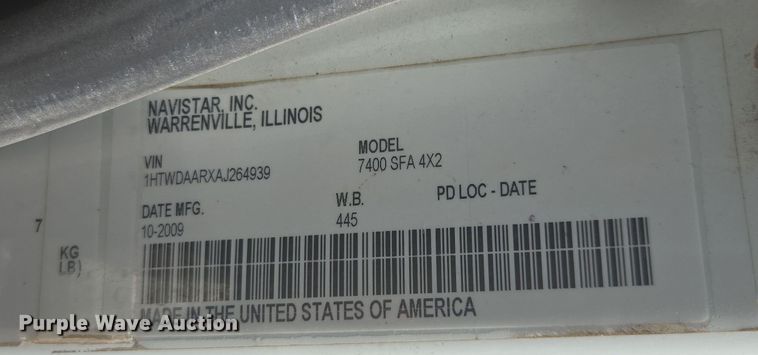 NAVISTAR, INC.
WARRENVILLE, ILLINOIS
VIN
1HTWDAARXAJ264939
MODEL
7400 SFA 4X2
DATE MFG.
10-2009
W.B.
445
PD LOC - DATE
7
KG
LB)
MADE IN THE UNITED STATES OF AMERICA
Purple Wave Auction